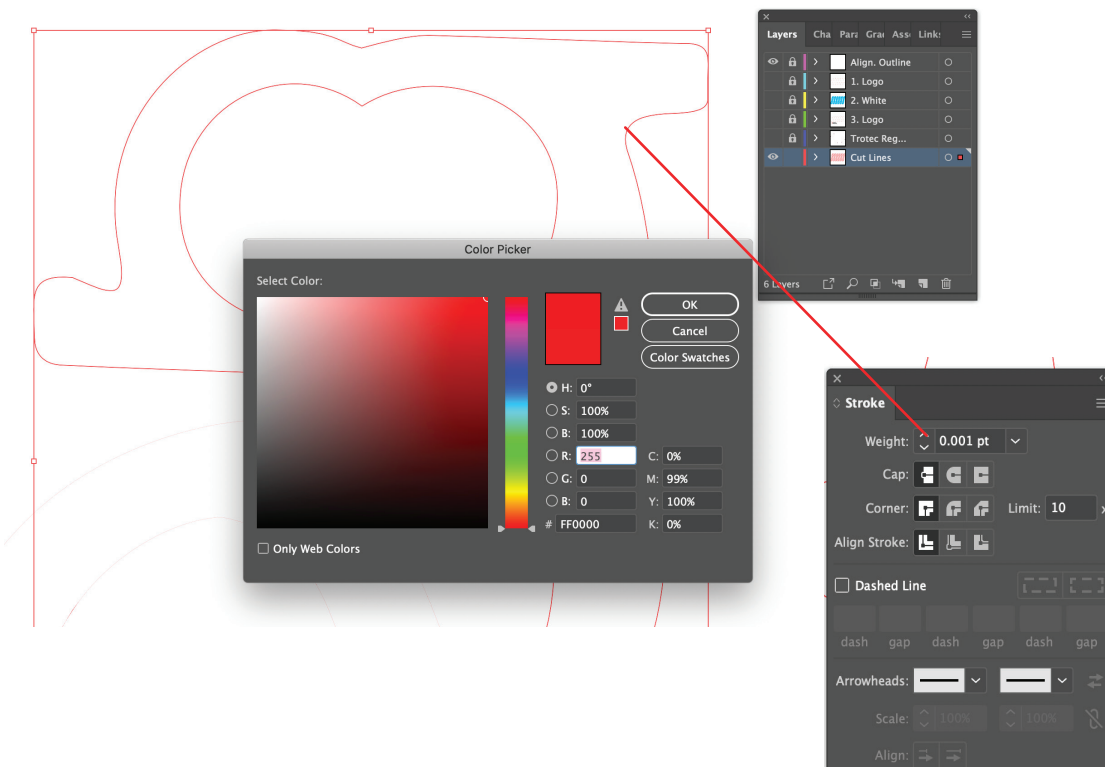 Layers Cha Para Gra Ass Links
Align. Outline
1. Logo
2. White
3. Logo
Trotec Reg...
Cut Lines
6 Layers
Color Picker
Select Color:
OK
Cancel
Color Swatches
H: 0°
S: 100%
B: 100%
R: 255 C: 0%
G: 0 M: 99%
B: 0 Y: 100%
# FF0000 K: 0%
Only Web Colors
Stroke
Weight: 0.001 pt
Cap:
Corner: Limit: 10 x
Align Stroke:
Dashed Line
dash gap dash gap dash gap
Arrowheads:
Scale: 100% 100%
Align: